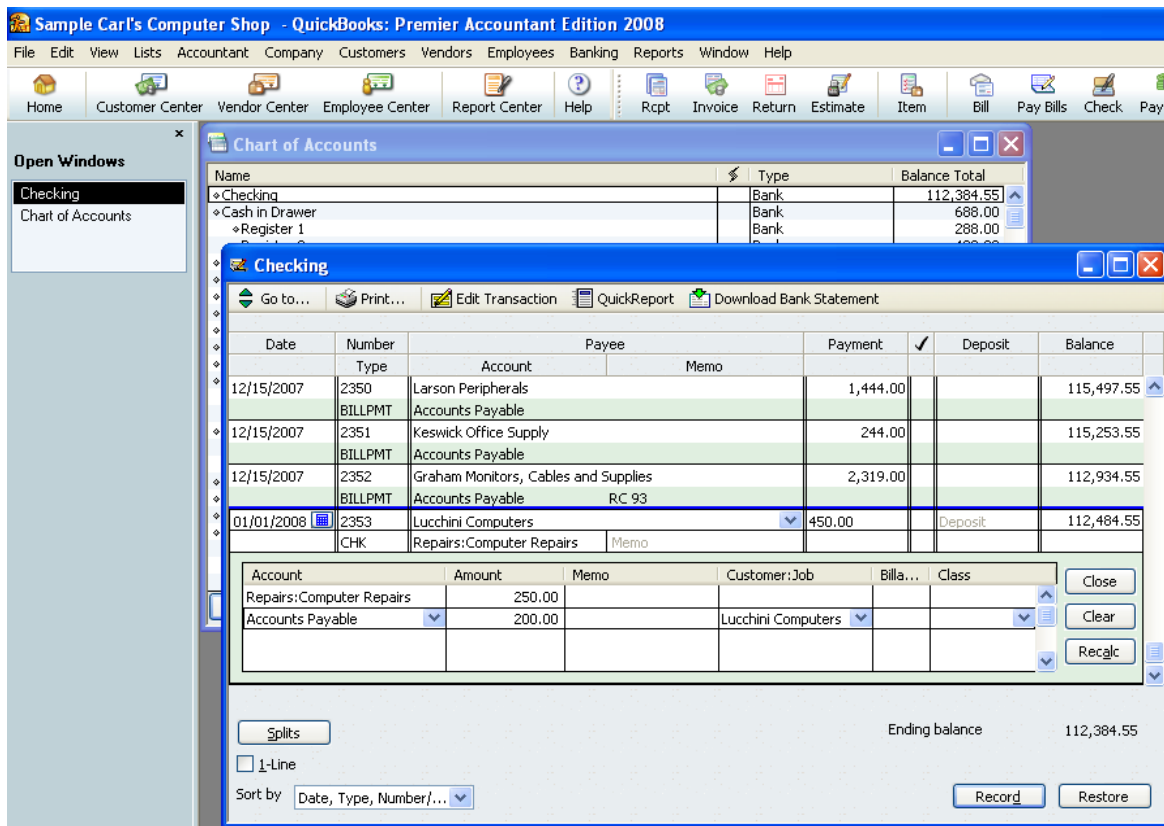 Sample Carl's Computer Shop - QuickBooks: Premier Accountant Edition 2008
File Edit View Lists Accountant Company Customers Vendors Employees Banking Reports Window Help
Home Customer Center Vendor Center Employee Center Report Center Help Rcpt Invoice Return Estimate Item Bill Pay Bills Check Pay
Open Windows
Checking
Chart of Accounts
Chart of Accounts
Name Type Balance Total
Checking Bank 112,384.55
Cash in Drawer Bank 688.00
Register 1 Bank 288.00
Checking
Go to... Print... Edit Transaction QuickReport Download Bank Statement
Date Number Payee Payment ✓ Deposit Balance
Type Account Memo
12/15/2007 2350 Larson Peripherals 1,444.00 115,497.55
BILLPMT Accounts Payable
12/15/2007 2351 Keswick Office Supply 244.00 115,253.55
BILLPMT Accounts Payable
12/15/2007 2352 Graham Monitors, Cables and Supplies 2,319.00 112,934.55
BILLPMT Accounts Payable RC 93
01/01/2008 2353 Lucchini Computers 450.00 Deposit 112,484.55
CHK Repairs:Computer Repairs Memo
Account Amount Memo Customer:Job Billa... Class
Repairs:Computer Repairs 250.00
Accounts Payable 200.00 Lucchini Computers
Close
Clear
Recalc
Splits
Ending balance 112,384.55
1-Line
Sort by Date, Type, Number/... Record Restore